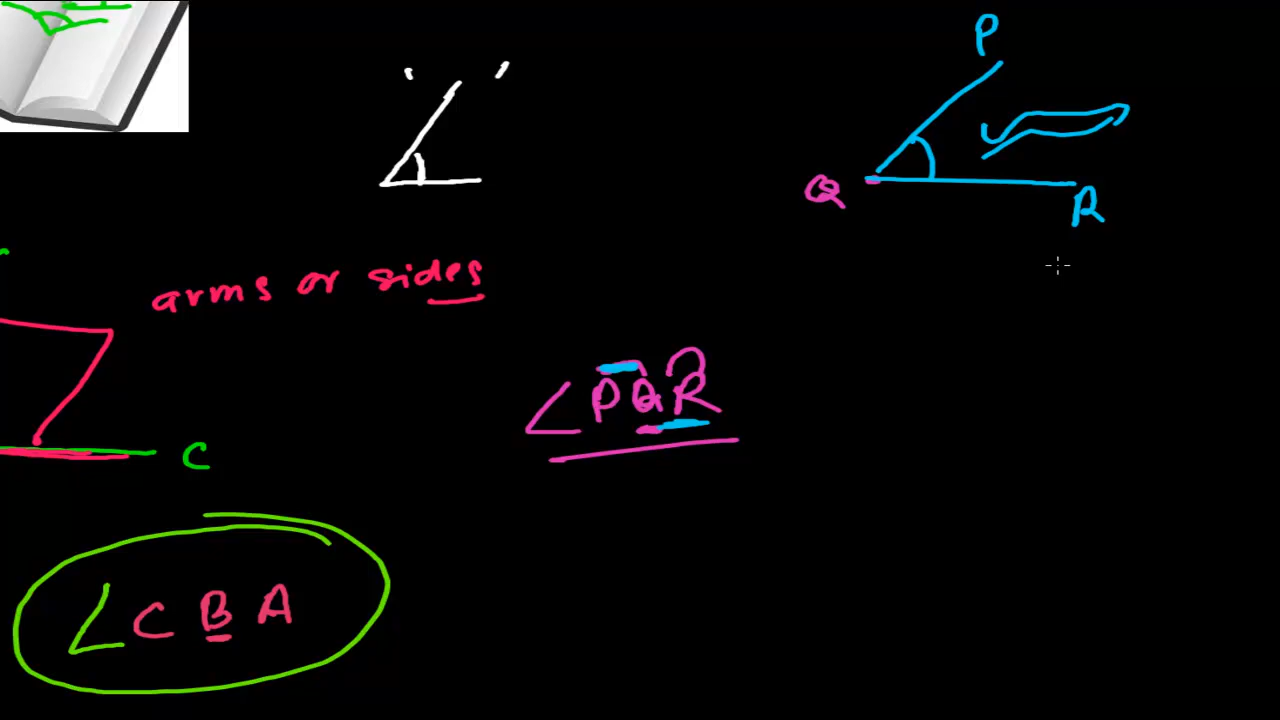 P
Q
R
arms or sides
∠PQR
C
∠CBA